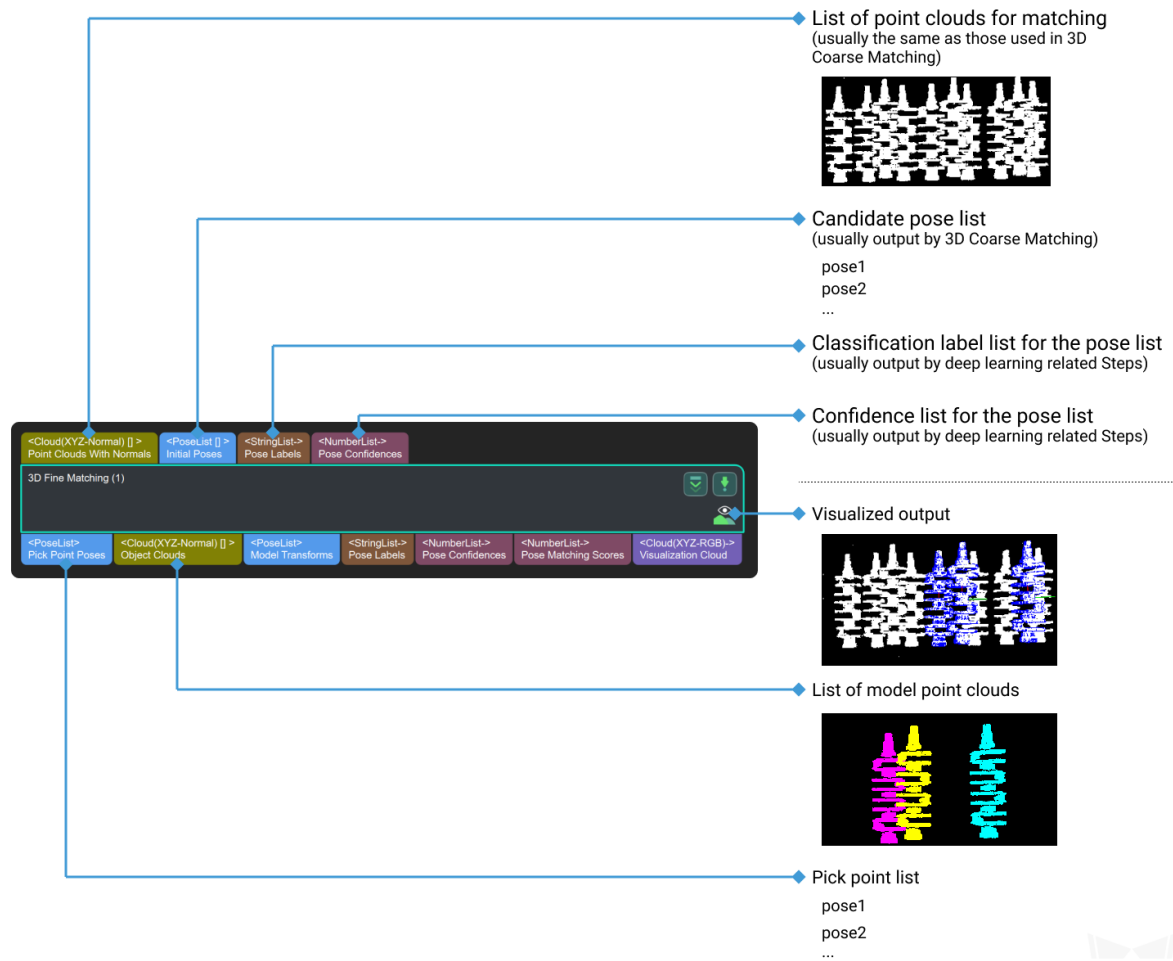 List of point clouds for matching
(usually the same as those used in 3D
Coarse Matching)
Candidate pose list
(usually output by 3D Coarse Matching)
pose1
pose2
...
Classification label list for the pose list
(usually output by deep learning related Steps)
Confidence list for the pose list
(usually output by deep learning related Steps)
<Cloud(XYZ-Normal) [] >
Point Clouds With Normals
<PoseList [] >
Initial Poses
<StringList->
Pose Labels
<NumberList->
Pose Confidences
3D Fine Matching (1)
<PoseList>
Pick Point Poses
<Cloud(XYZ-Normal) [] >
Object Clouds
<PoseList>
Model Transforms
<StringList->
Pose Labels
<NumberList->
Pose Confidences
<NumberList->
Pose Matching Scores
<Cloud(XYZ-RGB)->
Visualization Cloud
Visualized output
List of model point clouds
Pick point list
pose1
pose2
...